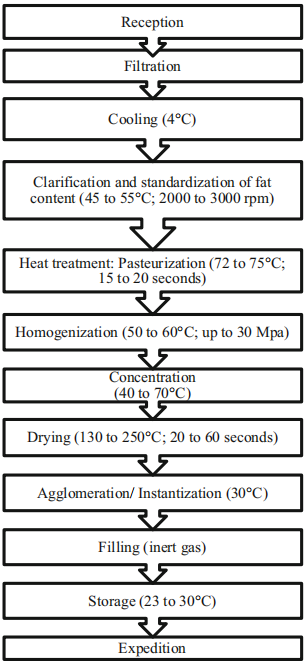 Reception
Filtration
Cooling (4°C)
Clarification and standardization of fat
content (45 to 55°C; 2000 to 3000 rpm)
Heat treatment: Pasteurization (72 to 75°C;
15 to 20 seconds)
Homogenization (50 to 60°C; up to 30 Mpa)
Concentration
(40 to 70°C)
Drying (130 to 250°C; 20 to 60 seconds)
Agglomeration/ Instantization (30°C)
Filling (inert gas)
Storage (23 to 30°C)
Expedition